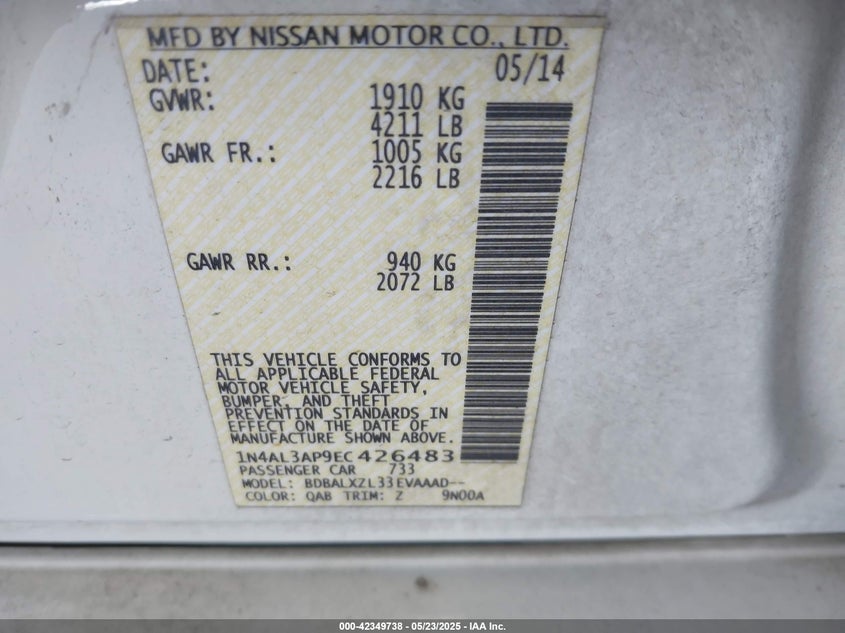 MFD BY NISSAN MOTOR CO., LTD.
DATE: 05/14
GVWR: 1910 KG
4211 LB
GAWR FR.: 1005 KG
2216 LB
GAWR RR.: 940 KG
2072 LB
THIS VEHICLE CONFORMS TO
ALL APPLICABLE FEDERAL
MOTOR VEHICLE SAFETY,
BUMPER, AND THEFT
PREVENTION STANDARDS IN
EFFECT ON THE DATE OF
MANUFACTURE SHOWN ABOVE.
1N4AL3AP9EC426483
PASSENGER CAR 733
MODEL: BDBALXZL33EVAAAD--
COLOR: QAB TRIM: Z 9N00A
000-42349738 - 05/23/2025 - IAA Inc.